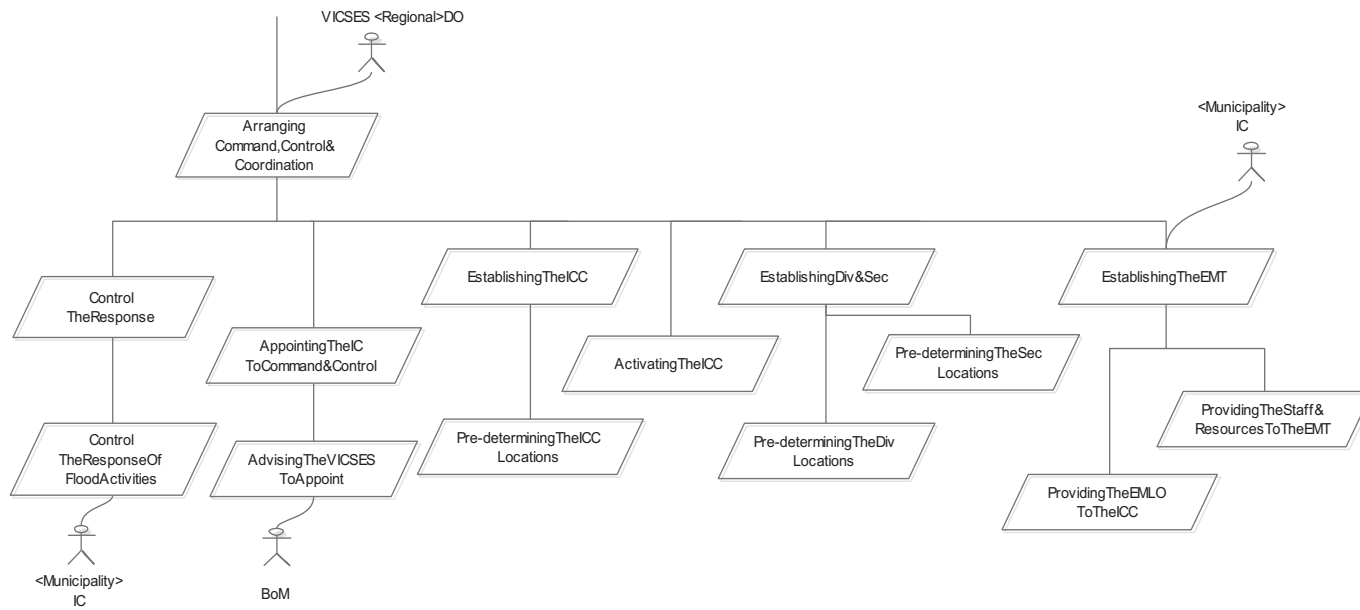 VICSES <Regional>DO
<Municipality>
IC
Arranging
Command,Control&
Coordination
Control
TheResponse
EstablishingTheICC
EstablishingDiv&Sec
EstablishingTheEMT
AppointingTheIC
ToCommand&Control
ActivatingTheICC
Pre-determiningTheSec
Locations
Control
TheResponseOf
FloodActivities
AdvisingTheVICSES
ToAppoint
Pre-determiningTheICC
Locations
Pre-determiningTheDiv
Locations
ProvidingTheStaff&
ResourcesToTheEMT
ProvidingTheEMLO
ToTheICC
<Municipality>
IC
BoM